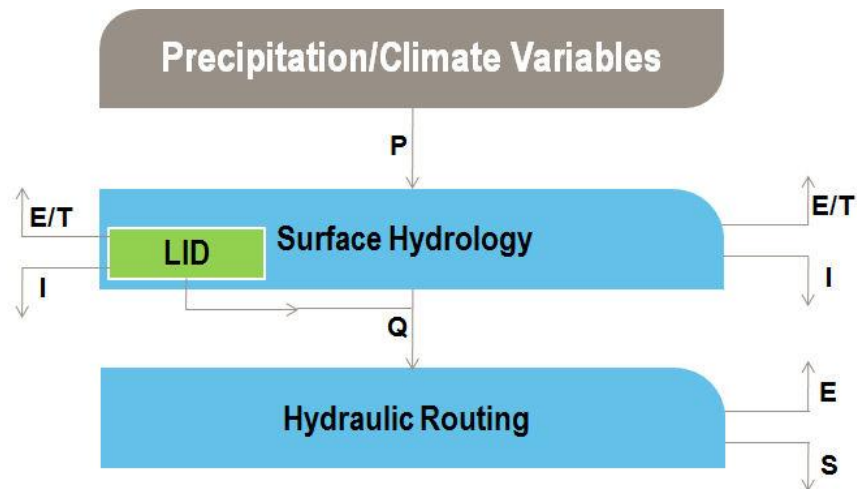 Precipitation/Climate Variables
P
E/T
E/T
LID
Surface Hydrology
I
I
Q
Hydraulic Routing
E
S